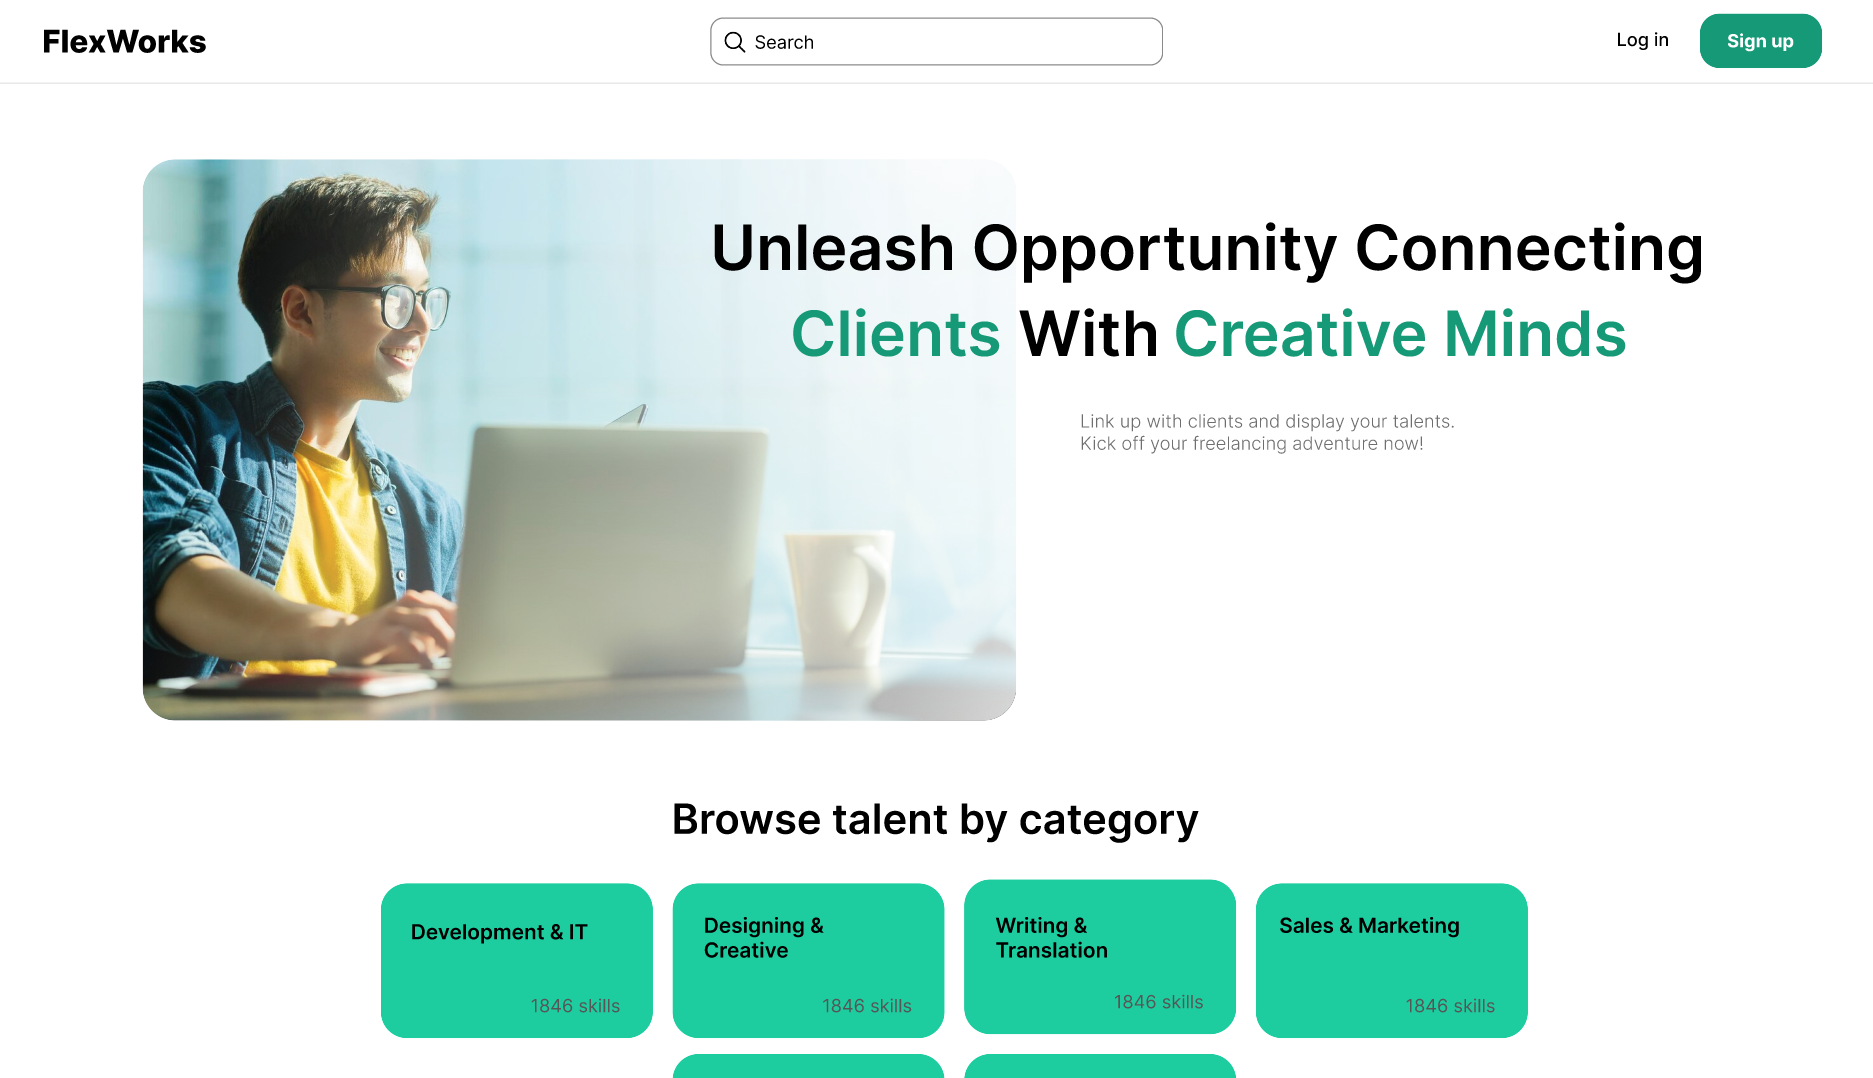 FlexWorks
Search
Log in
Sign up
Unleash Opportunity Connecting
Clients With Creative Minds
Link up with clients and display your talents.
Kick off your freelancing adventure now!
Browse talent by category
Development & IT
1846 skills
Designing &
Creative
1846 skills
Writing &
Translation
1846 skills
Sales & Marketing
1846 skills